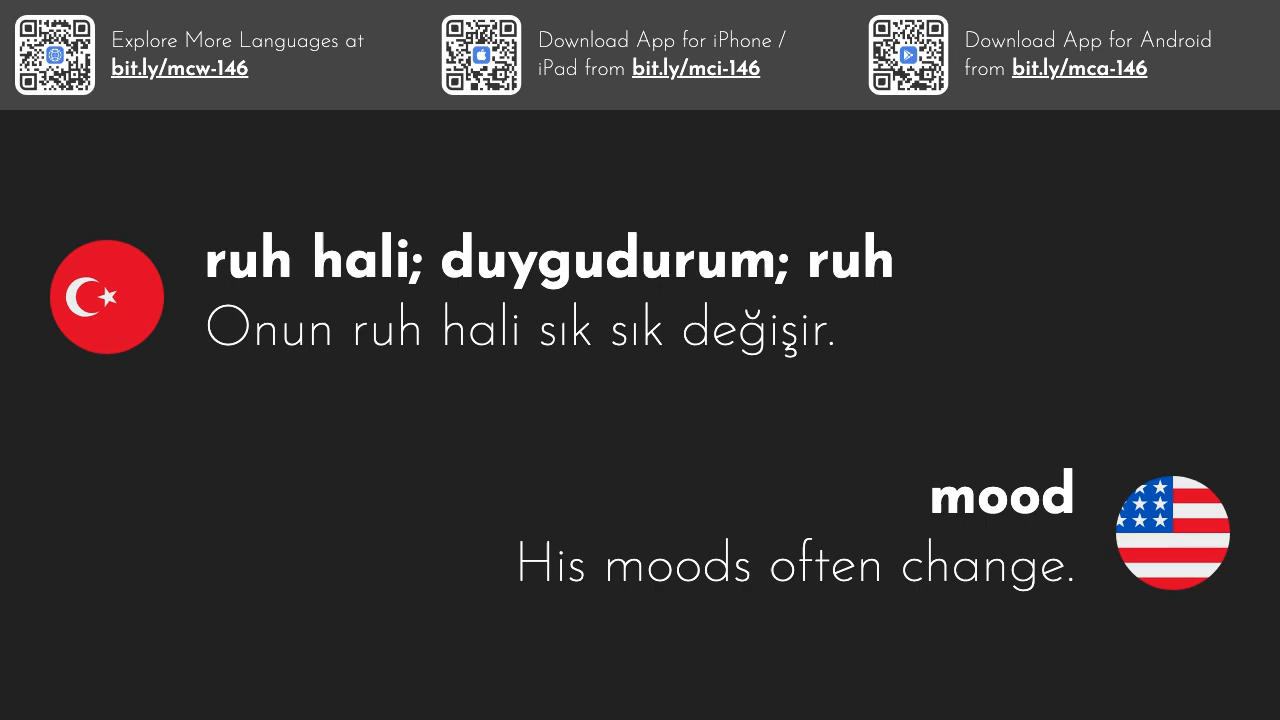 Explore More Languages at
bit.ly/mcw-146
Download App for iPhone /
iPad from bit.ly/mci-146
Download App for Android
from bit.ly/mca-146
ruh hali; duygudurum; ruh
Onun ruh hali sık sık değişir.
mood
His moods often change.